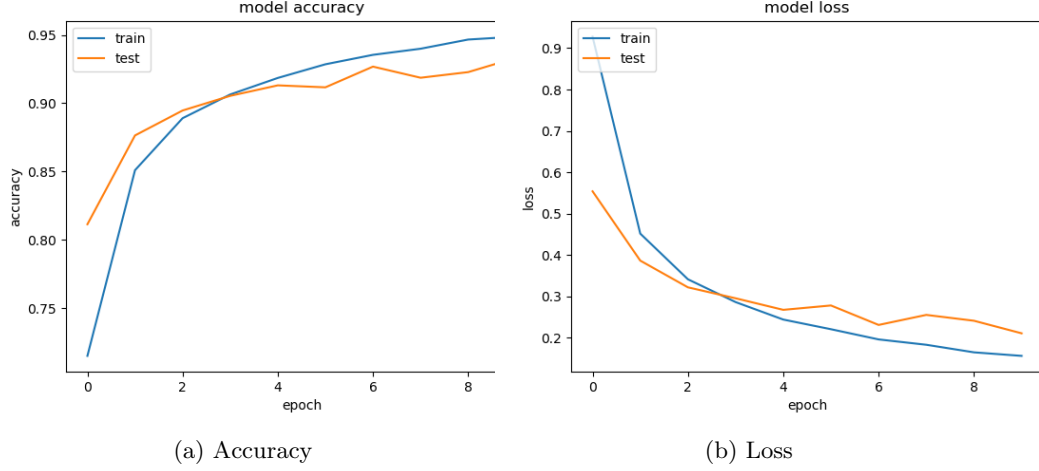 model accuracy
train
test
0.95
0.90
0.85
0.80
0.75
accuracy
0
2
4
6
8
epoch
(a) Accuracy
model loss
train
test
0.9
0.8
0.7
0.6
0.5
0.4
0.3
0.2
loss
0
2
4
6
8
epoch
(b) Loss